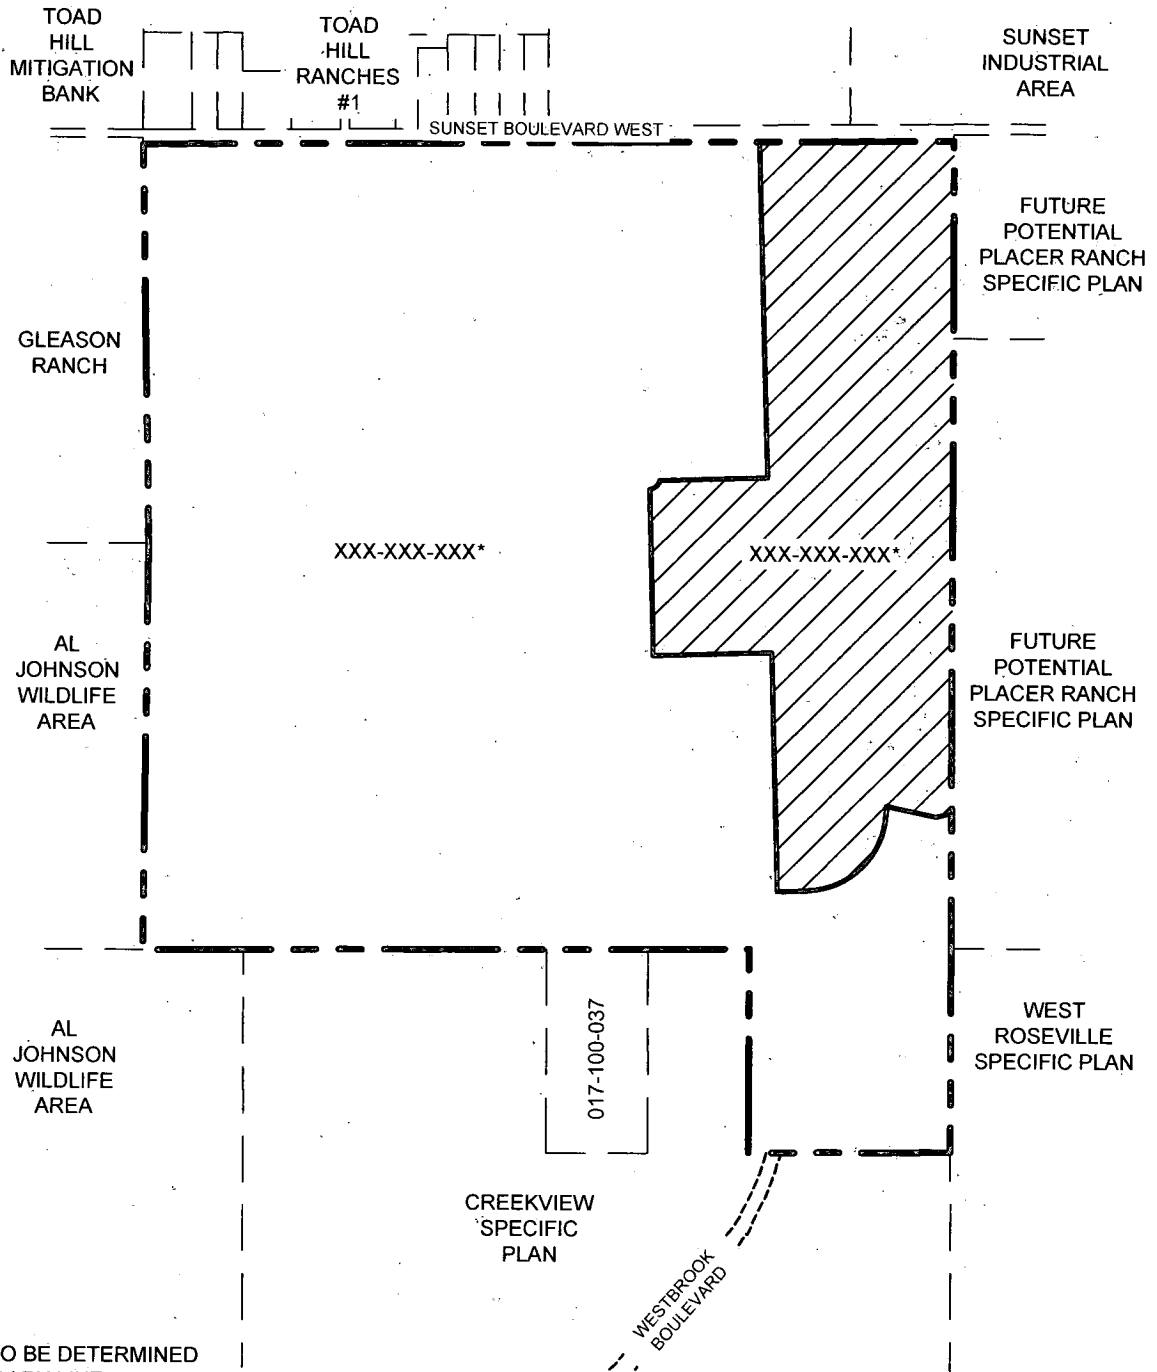 TOAD
HILL
MITIGATION
BANK
TOAD
HILL
RANCHES
#1
SUNSET
INDUSTRIAL
AREA
SUNSET BOULEVARD WEST
FUTURE
POTENTIAL
PLACER RANCH
SPECIFIC PLAN
GLEASON
RANCH
XXX-XXX-XXX*
XXX-XXX-XXX*
AL
JOHNSON
WILDLIFE
AREA
FUTURE
POTENTIAL
PLACER RANCH
SPECIFIC PLAN
AL
JOHNSON
WILDLIFE
AREA
017-100-037
WEST
ROSEVILLE
SPECIFIC PLAN
CREEKVIEW
SPECIFIC
PLAN
WESTBROOK
BOULEVARD
O BE DETERMINED